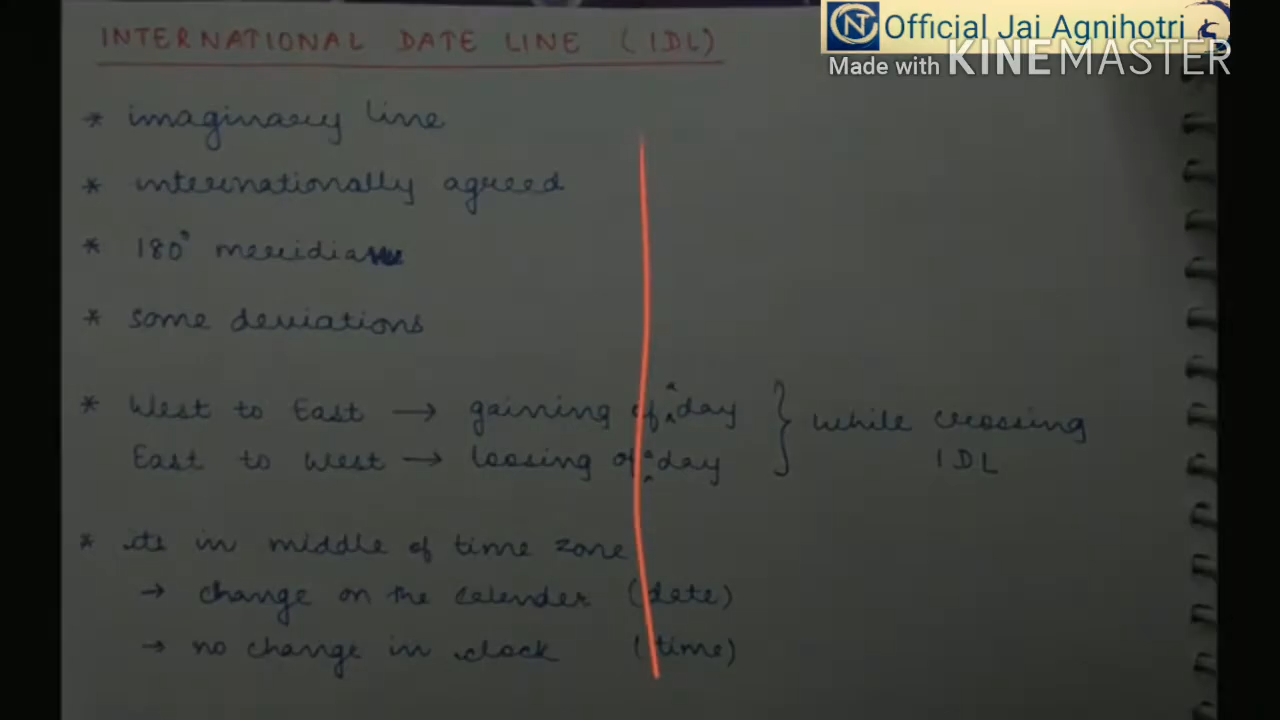 Official Jai Agnihotri
Made with KINEMASTER
INTERNATIONAL DATE LINE (IDL)
* imaginary line
* internationally agreed
* 180° meridian
* some deviations
* West to East → gaining of a day } while crossing
East to West → loosing of a day IDL
* its in middle of time zone
→ change on the calender (date)
→ no change in clock (time)